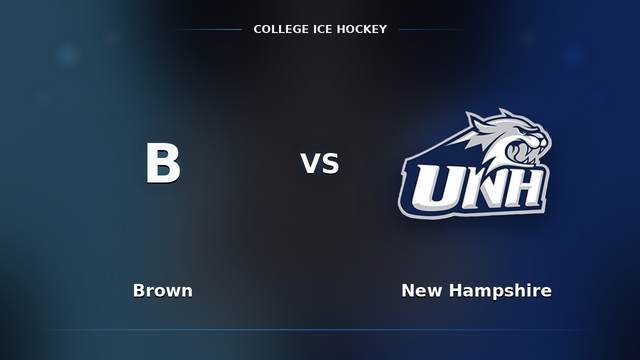 COLLEGE ICE HOCKEY
B
VS
UNH
Brown
New Hampshire